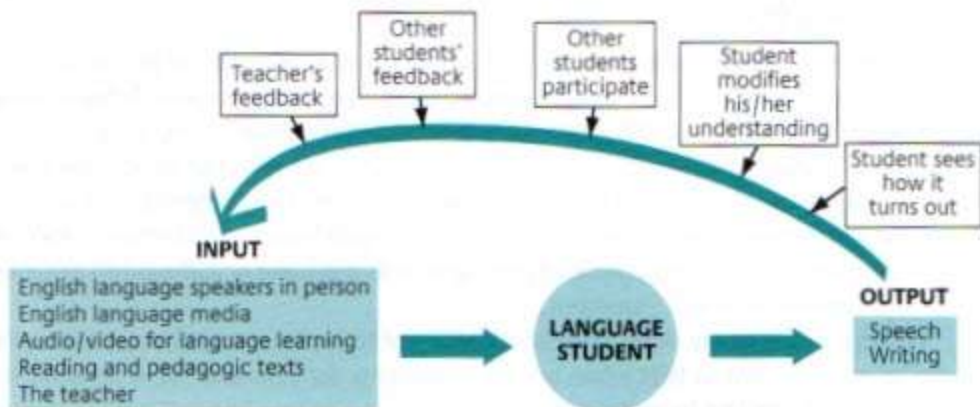 Teacher's
feedback
Other
students'
feedback
Other
students
participate
Student
modifies
his/her
understanding
Student sees
how it
turns out
INPUT
English language speakers in person
English language media
Audio/video for language learning
Reading and pedagogic texts
The teacher
LANGUAGE
STUDENT
OUTPUT
Speech
Writing